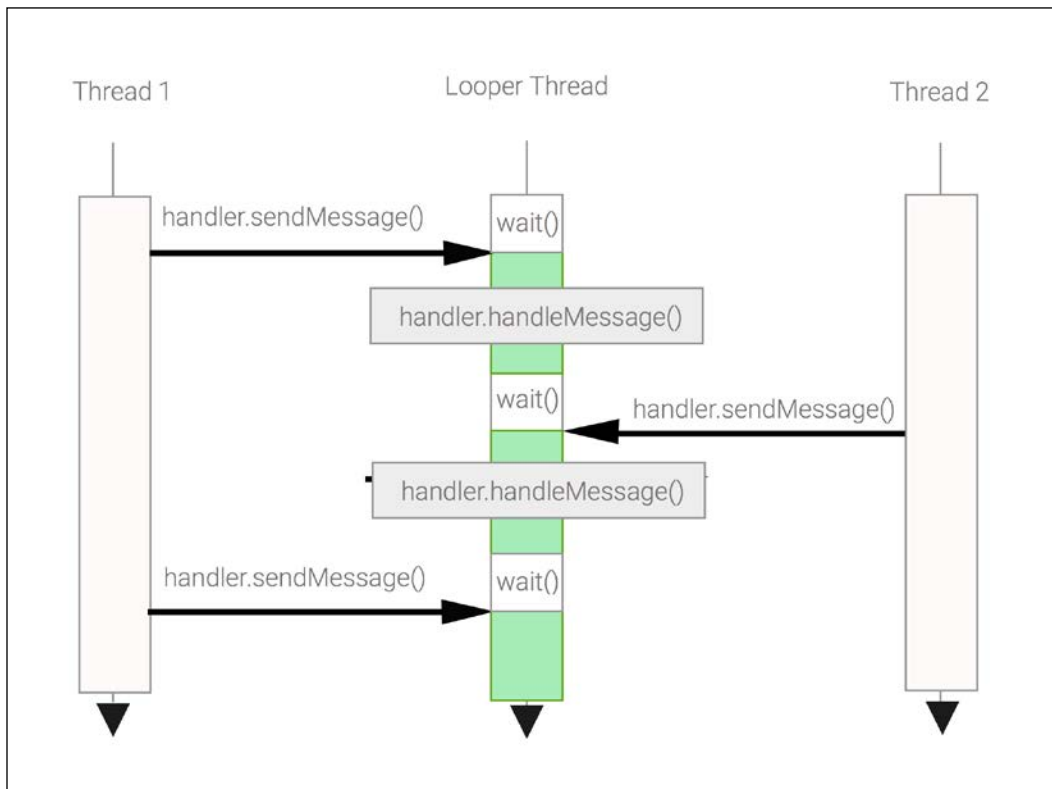 Thread 1
Looper Thread
Thread 2
handler.sendMessage()
wait()
handler.handleMessage()
wait()
handler.sendMessage()
handler.handleMessage()
handler.sendMessage()
wait()